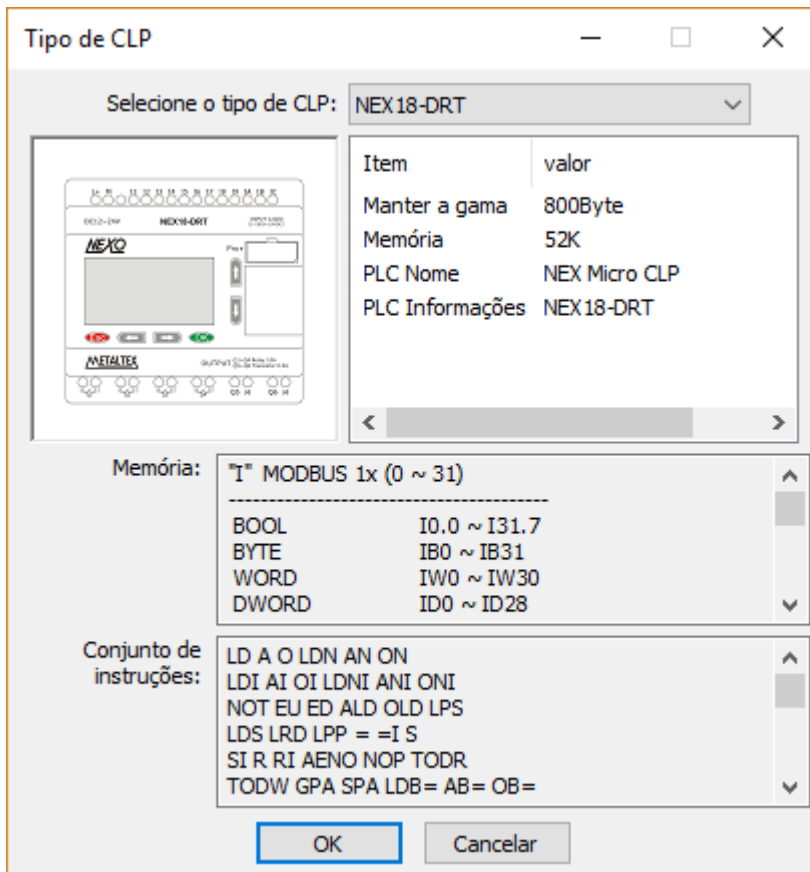 Tipo de CLP
Selecione o tipo de CLP: NEX18-DRT
Item valor
Manter a gama 800Byte
Memória 52K
PLC Nome NEX Micro CLP
PLC Informações NEX18-DRT
NEX18-DRT
NEXO
METALTEX
OUTPUT
Memória: "I" MODBUS 1x (0 ~ 31)
----------------------------------------
BOOL I0.0 ~ I31.7
BYTE IB0 ~ IB31
WORD IW0 ~ IW30
DWORD ID0 ~ ID28
Conjunto de instruções:
LD A O LDN AN ON
LDI AI OI LDNI ANI ONI
NOT EU ED ALD OLD LPS
LDS LRD LPP = =I S
SI R RI AENO NOP TODR
TODW GPA SPA LDB= AB= OB=
OK Cancelar